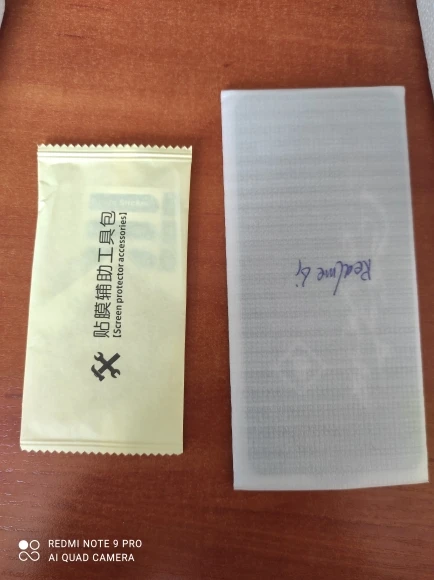 贴膜辅助工具包
【Screen protector accessories】
Realme 6i
REDMI NOTE 9 PRO
AI QUAD CAMERA